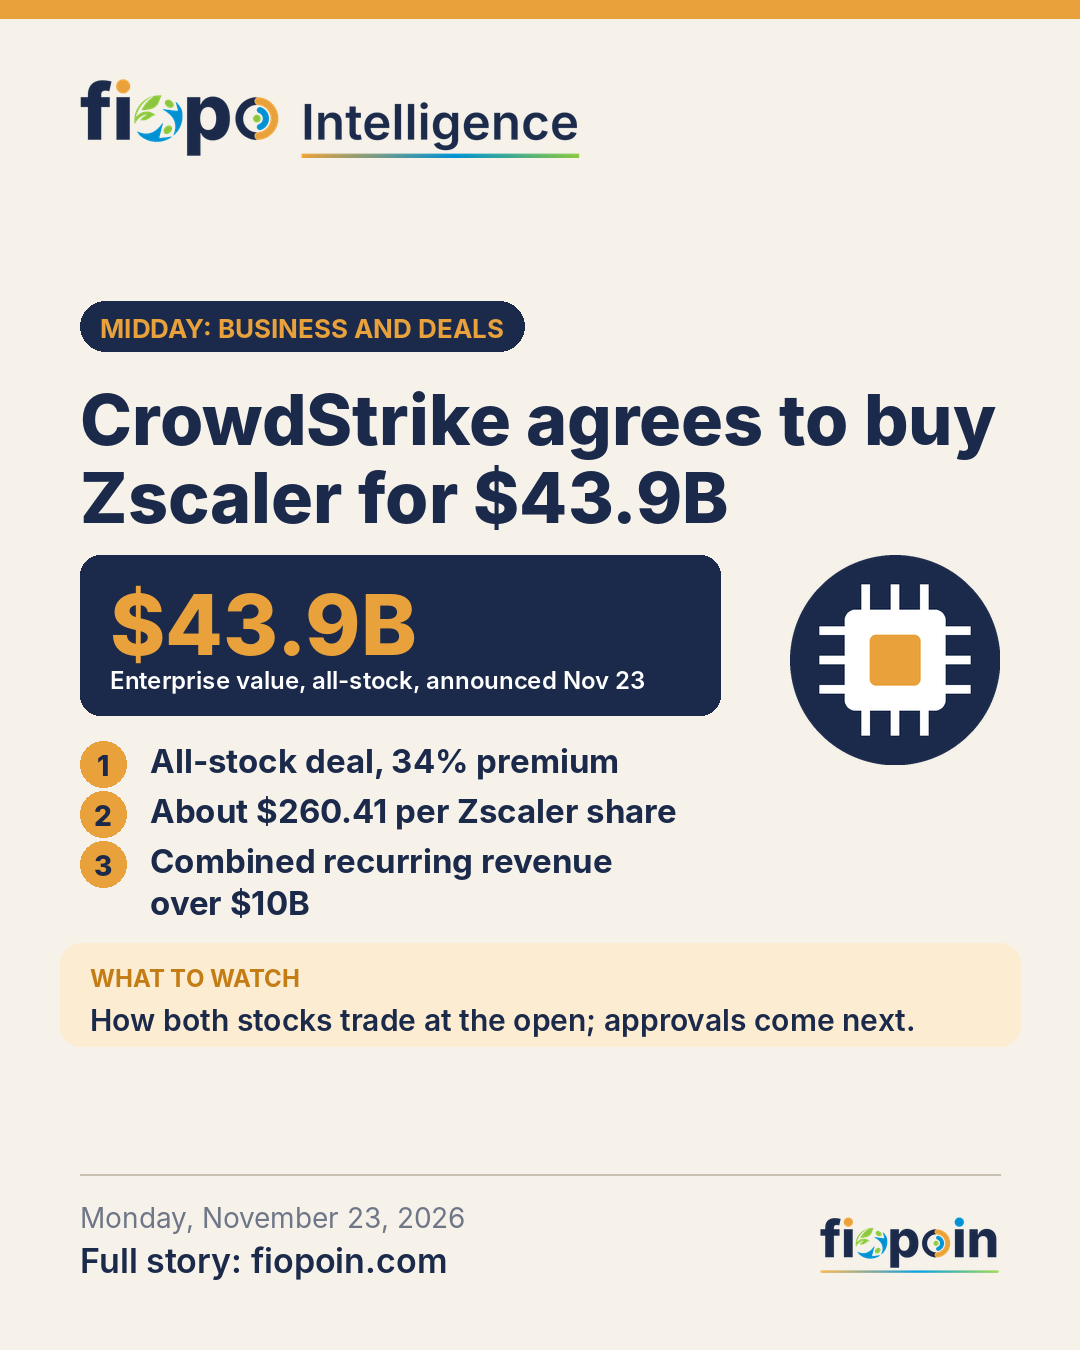 fiopo Intelligence
MIDDAY: BUSINESS AND DEALS
CrowdStrike agrees to buy
Zscaler for $43.9B
$43.9B
Enterprise value, all-stock, announced Nov 23
1 All-stock deal, 34% premium
2 About $260.41 per Zscaler share
3 Combined recurring revenue
over $10B
WHAT TO WATCH
How both stocks trade at the open; approvals come next.
Monday, November 23, 2026
Full story: fiopoin.com
fiopoin